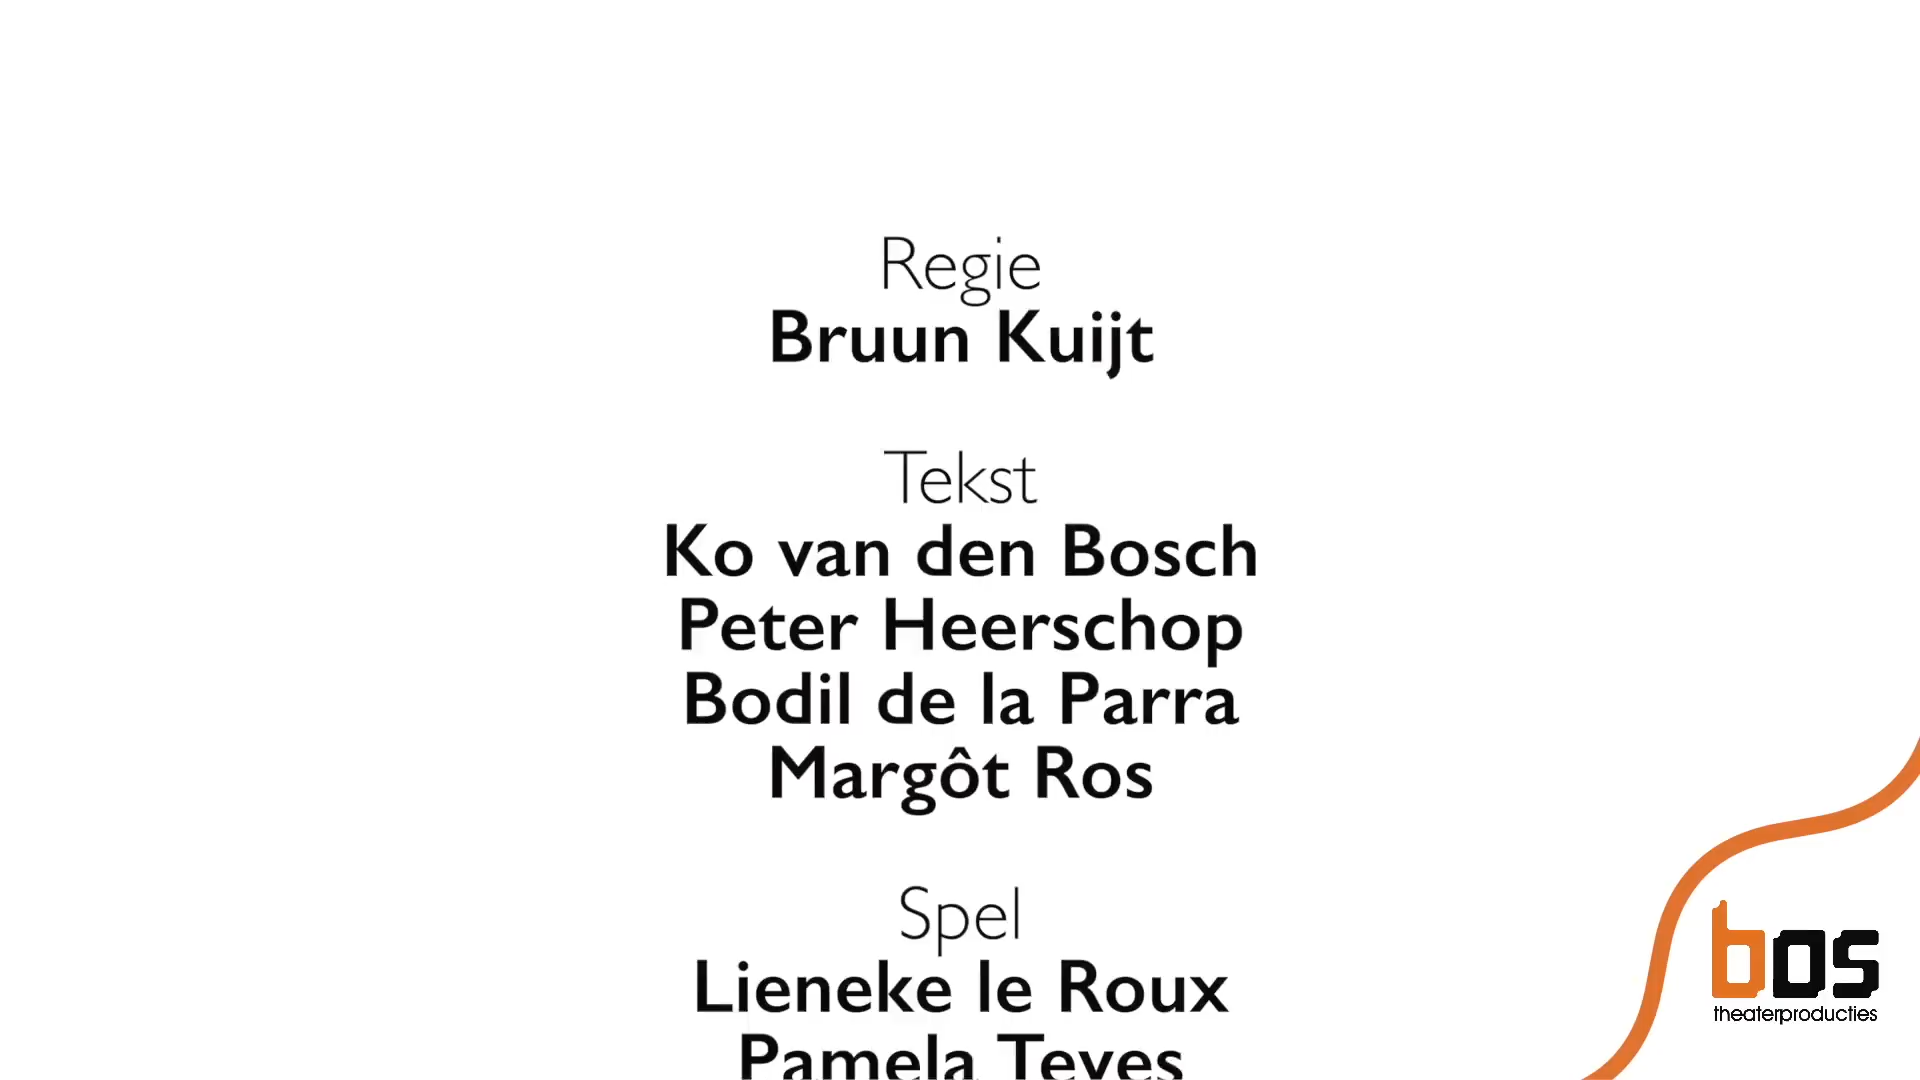 Regie
Bruun Kuijt
Tekst
Ko van den Bosch
Peter Heerschop
Bodil de la Parra
Margôt Ros
Spel
Lieneke le Roux
Pamela Teves
bos
theaterproducties